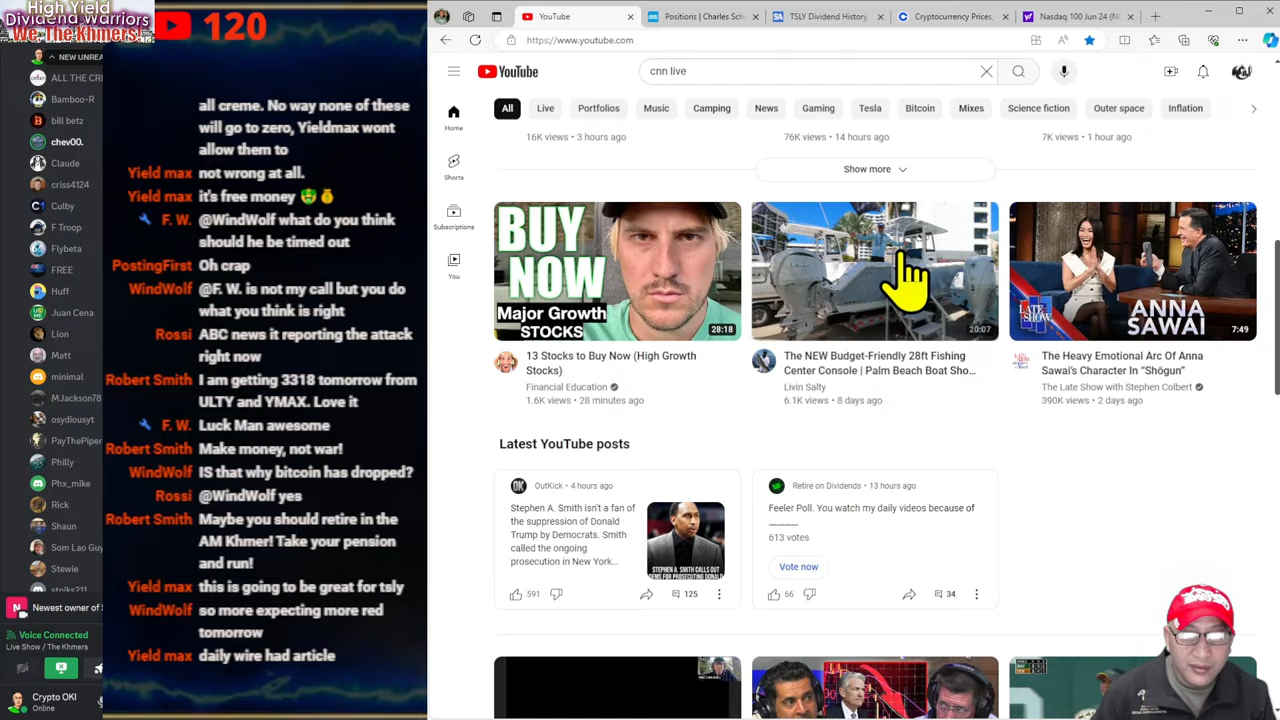 High Yield
Dividend Warriors
We, The Khmers!
120
NEW UNREA
ALL THE CRI
Bamboo-R
bill betz
chev00.
Claude
criss4124
Culby
F Troop
Flybeta
FREE
Huff
Juan Cena
Lion
Matt
minimal
MJackson78
osydiousyt
PayThePiper
Philly
Phx_mike
Rick
Shaun
Som Lao Guy
Stewie
stoiks211
Newest owner of S
Voice Connected
Live Show / The Khmers
Crypto OKI
all creme. No way none of these
will go to zero, Yieldmax wont
allow them to
Yield max not wrong at all.
Yield max it's free money 🤑💰
F. W. @WindWolf what do you think
should he be timed out
PostingFirst Oh crap
WindWolf @F. W. is not my call but you do
what you think is right
Rossi ABC news it reporting the attack
right now
Robert Smith I am getting 3318 tomorrow from
ULTY and YMAX. Love it
F. W. Luck Man awesome
Robert Smith Make money, not war!
WindWolf IS that why bitcoin has dropped?
Rossi @WindWolf yes
Robert Smith Maybe you should retire in the
AM Khmer! Take your pension
and run!
Yield max this is going to be great for tsly
WindWolf so more expecting more red
tomorrow
Yield max daily wire had article
YouTube
Positions | Charles Sch
TSLY Dividend History,
Cryptocurrency Prices,
Nasdaq 100 Jun 24 (NC
https://www.youtube.com
YouTube
cnn live
Home
Shorts
Subscriptions
You
All Live Portfolios Music Camping News Gaming Tesla Bitcoin Mixes Science fiction Outer space Inflation
16K views • 3 hours ago
76K views • 14 hours ago
7K views • 1 hour ago
Show more
BUY
NOW
Major Growth
STOCKS
28:18
20:07
THE LATE SHOW
ANNA
SAWAI
7:49
13 Stocks to Buy Now (High Growth
Stocks)
Financial Education
1.6K views • 28 minutes ago
The NEW Budget-Friendly 28ft Fishing
Center Console | Palm Beach Boat Sho...
Livin Salty
6.1K views • 8 days ago
The Heavy Emotional Arc Of Anna
Sawai's Character In “Shōgun”
The Late Show with Stephen Colbert
390K views • 2 days ago
Latest YouTube posts
OutKick • 4 hours ago
Stephen A. Smith isn't a fan of
the suppression of Donald
Trump by Democrats. Smith
called the ongoing
prosecution in New York...
STEPHEN A. SMITH CALLS OUT
DEMS FOR PROSECUTING DONALD
591
125
Retire on Dividends • 13 hours ago
Feeler Poll. You watch my daily videos because of
______
613 votes
Vote now
66
34